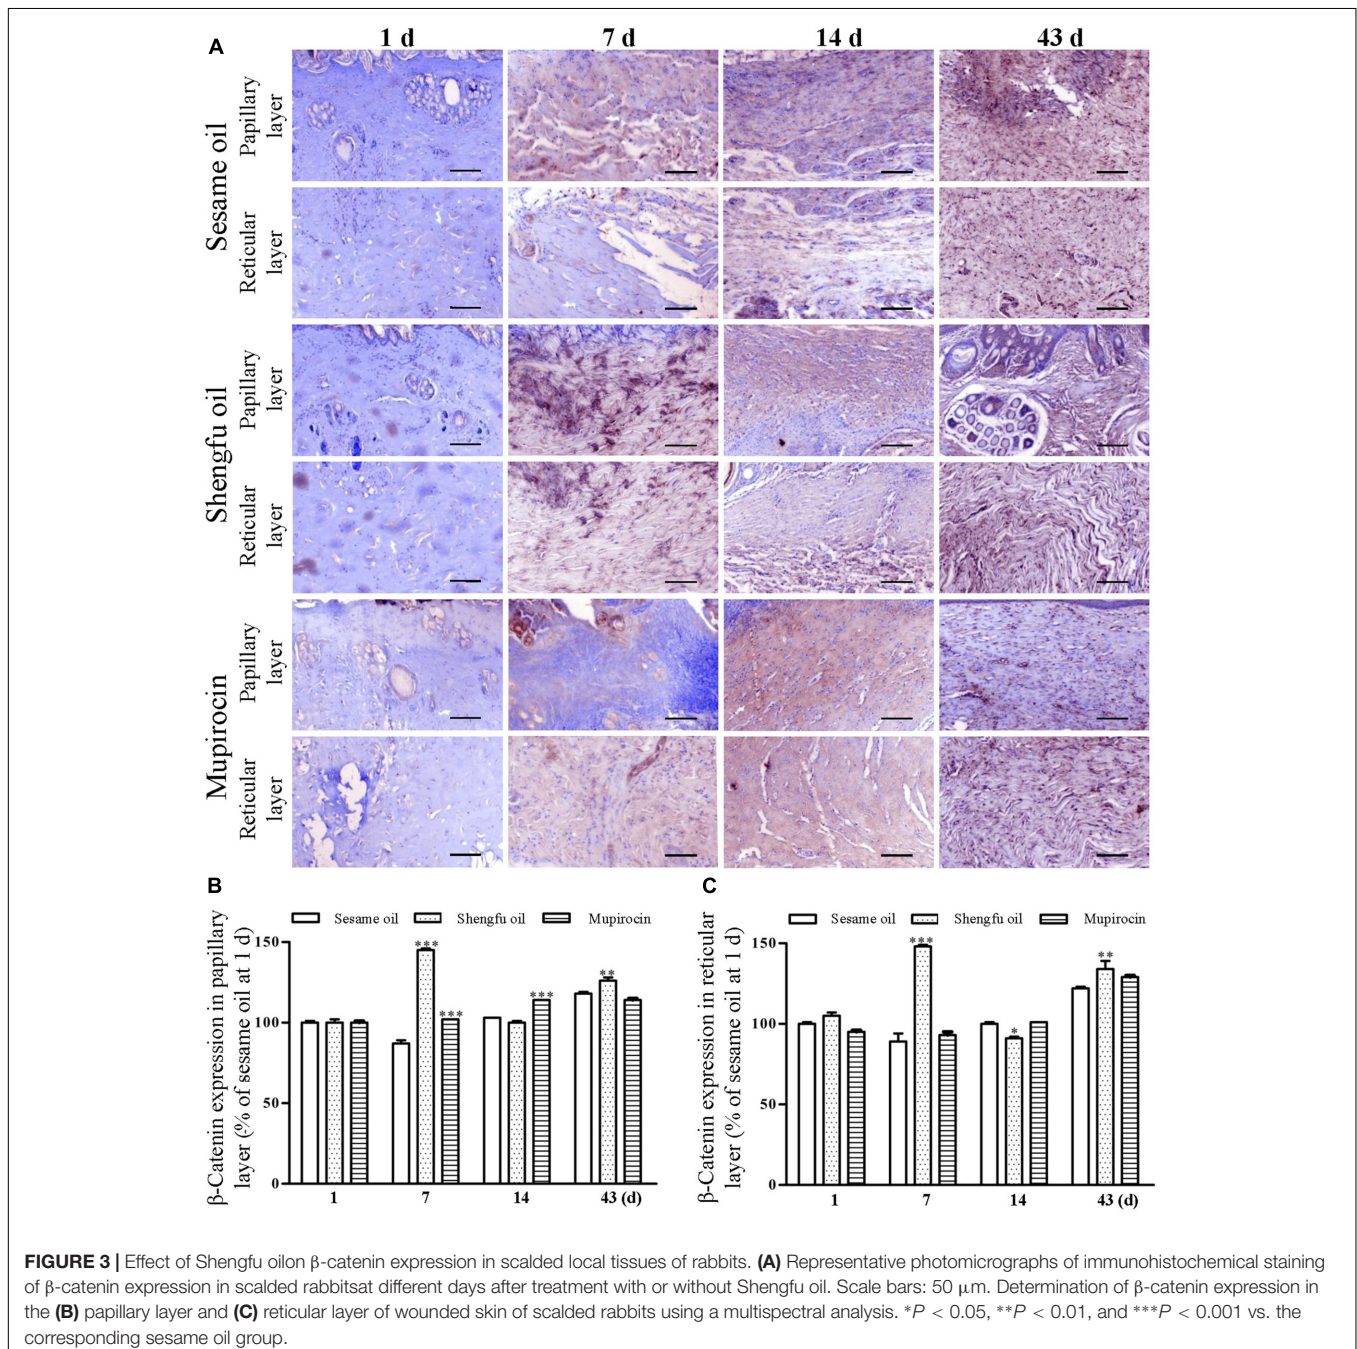 A
1 d 7 d 14 d 43 d
Sesame oil
Papillary
layer
Reticular
layer
Shengfu oil
Papillary
layer
Reticular
layer
Mupirocin
Papillary
layer
Reticular
layer
B
Sesame oil Shengfu oil Mupirocin
β-Catenin expression in papillary
layer (-% of sesame oil at 1 d)
150
100
50
0
*** *** *** **
1 7 14 43 (d)
C
Sesame oil Shengfu oil Mupirocin
β-Catenin expression in reticular
layer (% of sesame oil at 1 d)
150
100
50
0
*** * **
1 7 14 43 (d)
FIGURE 3 | Effect of Shengfu oilon β-catenin expression in scalded local tissues of rabbits. (A) Representative photomicrographs of immunohistochemical staining
of β-catenin expression in scalded rabbitsat different days after treatment with or without Shengfu oil. Scale bars: 50 μm. Determination of β-catenin expression in
the (B) papillary layer and (C) reticular layer of wounded skin of scalded rabbits using a multispectral analysis. *P < 0.05, **P < 0.01, and ***P < 0.001 vs. the
corresponding sesame oil group.